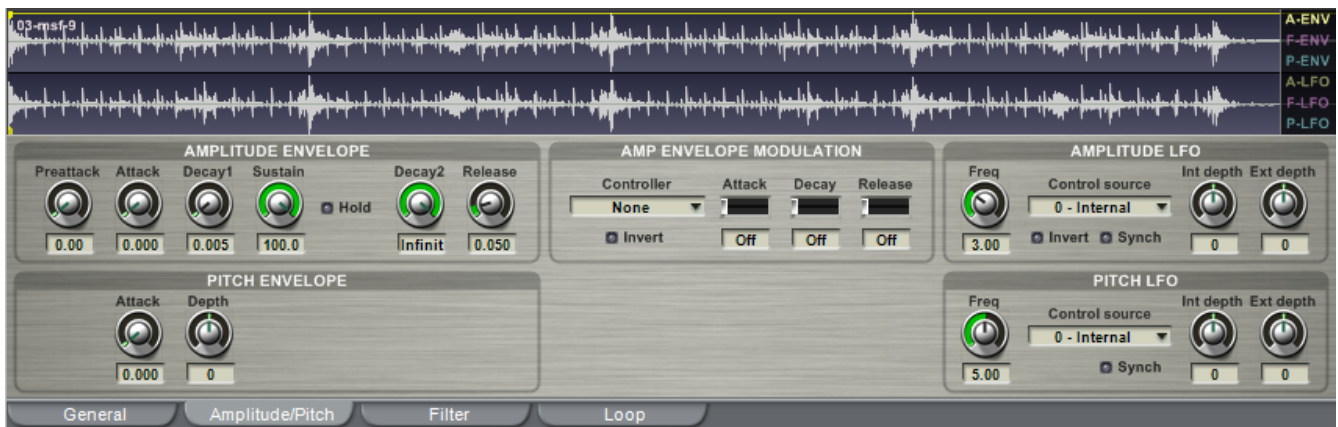 03-msf-9
A-ENV
F-ENV
P-ENV
A-LFO
F-LFO
P-LFO
AMPLITUDE ENVELOPE
Preattack Attack Decay1 Sustain Decay2 Release
Hold
0.00 0.000 0.005 100.0 Infinit 0.050
AMP ENVELOPE MODULATION
Controller Attack Decay Release
None
Invert Off Off Off
AMPLITUDE LFO
Freq Control source Int depth Ext depth
0 - Internal
Invert Synch
3.00 0 0
PITCH ENVELOPE
Attack Depth
0.000 0
PITCH LFO
Freq Control source Int depth Ext depth
0 - Internal
Synch
5.00 0 0
General Amplitude/Pitch Filter Loop